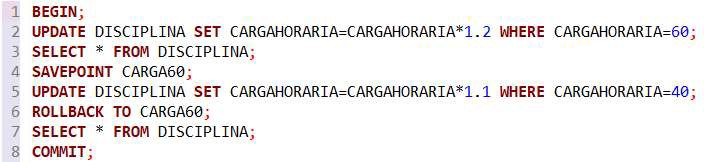 1 BEGIN;
2 UPDATE DISCIPLINA SET CARGAHORARIA=CARGAHORARIA*1.2 WHERE CARGAHORARIA=60;
3 SELECT * FROM DISCIPLINA;
4 SAVEPOINT CARGA60;
5 UPDATE DISCIPLINA SET CARGAHORARIA=CARGAHORARIA*1.1 WHERE CARGAHORARIA=40;
6 ROLLBACK TO CARGA60;
7 SELECT * FROM DISCIPLINA;
8 COMMIT;